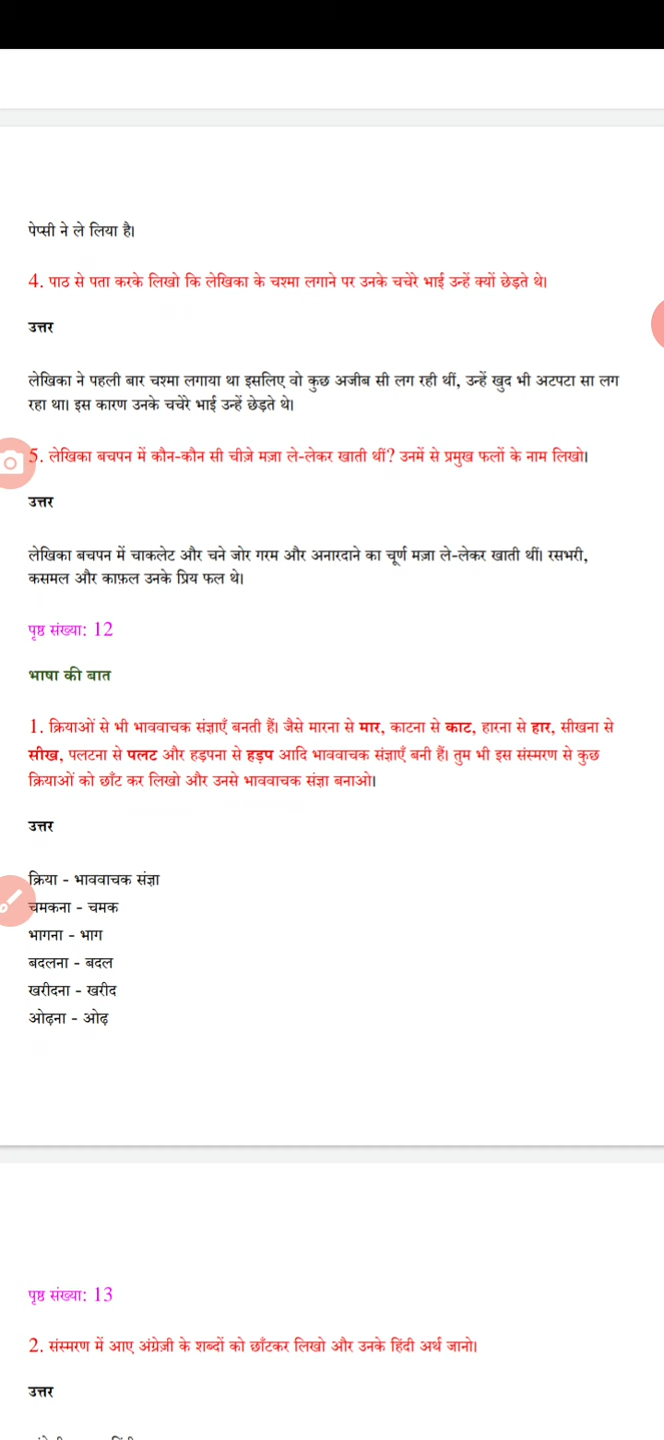 पेप्सी ने ले लिया है।
4. पाठ से पता करके लिखो कि लेखिका के चश्मा लगाने पर उनके चचेरे भाई उन्हें क्यों छेड़ते थे।
उत्तर
लेखिका ने पहली बार चश्मा लगाया था इसलिए वो कुछ अजीब सी लग रही थीं, उन्हें खुद भी अटपटा सा लग
रहा था। इस कारण उनके चचेरे भाई उन्हें छेड़ते थे।
5. लेखिका बचपन में कौन-कौन सी चीज़े मज़ा ले-लेकर खाती थीं? उनमें से प्रमुख फलों के नाम लिखो।
उत्तर
लेखिका बचपन में चाकलेट और चने जोर गरम और अनारदाने का चूर्ण मज़ा ले-लेकर खाती थीं। रसभरी,
कसमल और काफ़ल उनके प्रिय फल थे।
पृष्ठ संख्या: 12
भाषा की बात
1. क्रियाओं से भी भाववाचक संज्ञाएँ बनती हैं। जैसे मारना से मार, काटना से काट, हारना से हार, सीखना से
सीख, पलटना से पलट और हड़पना से हड़प आदि भाववाचक संज्ञाएँ बनी हैं। तुम भी इस संस्मरण से कुछ
क्रियाओं को छाँट कर लिखो और उनसे भाववाचक संज्ञा बनाओ।
उत्तर
क्रिया - भाववाचक संज्ञा
चमकना - चमक
भागना - भाग
बदलना - बदल
खरीदना - खरीद
ओढ़ना - ओढ़
पृष्ठ संख्या: 13
2. संस्मरण में आए अंग्रेज़ी के शब्दों को छाँटकर लिखो और उनके हिंदी अर्थ जानो।
उत्तर